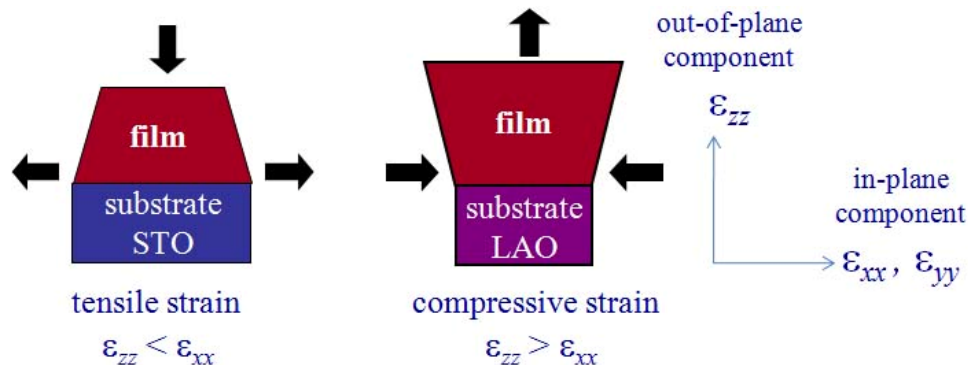 film
substrate
STO
tensile strain
εzz < εxx
film
substrate
LAO
compressive strain
εzz > εxx
out-of-plane
component
εzz
in-plane
component
εxx , εyy